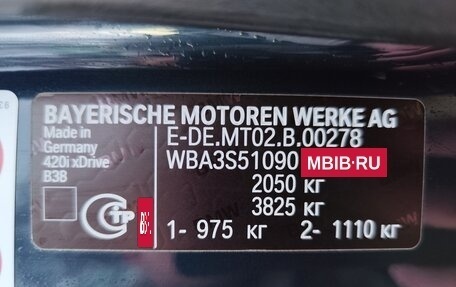 BAYERISCHE MOTOREN WERKE AG
Made in
Germany
420i xDrive
B38
E-DE.MT02.B.00278
WBA3S51090 MBIB·RU
2050 кг
3825 кг
1- 975 кг 2- 1110 кг